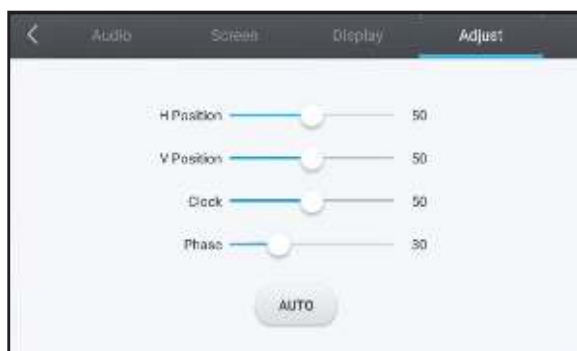 Audio Screen Display Adjust
H Position 50
V Position 50
Clock 50
Phase 30
AUTO